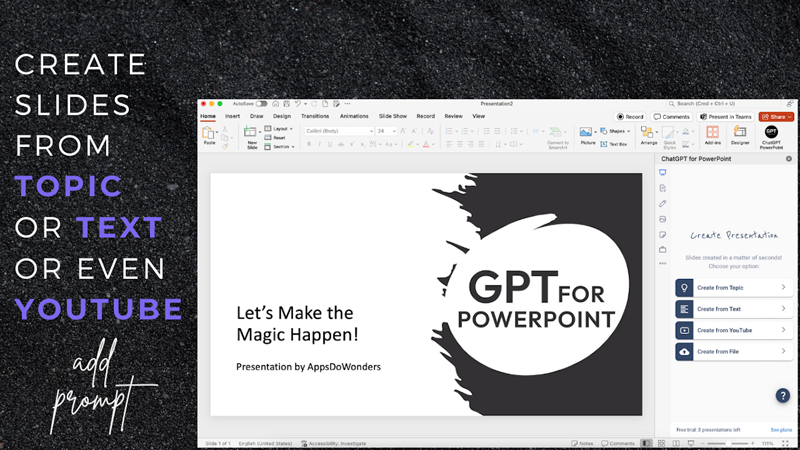 CREATE
SLIDES
FROM
TOPIC
OR TEXT
OR EVEN
YOUTUBE
add
prompt
AutoSave
Presentation2
Search (Cmd + Ctrl + U)
Home Insert Draw Design Transitions Animations Slide Show Record Review View
Record Comments Present in Teams Share
Paste
New Slide
Layout
Reset
Section
Calibri (Body) 24
Convert to SmartArt
Picture
Shapes
Text Box
Arrange
Quick Styles
Add-ins
Designer
GPT
ChatGPT PowerPoint
ChatGPT for PowerPoint
Let's Make the
Magic Happen!
Presentation by AppsDoWonders
GPT FOR
POWERPOINT
Create Presentation
Slides created in a matter of seconds!
Choose your option:
Create from Topic
Create from Text
Create from YouTube
Create from File
?
Free trial: 3 presentations left See plans
Slide 1 of 1 English (United States) Accessibility: Investigate Notes Comments 111%